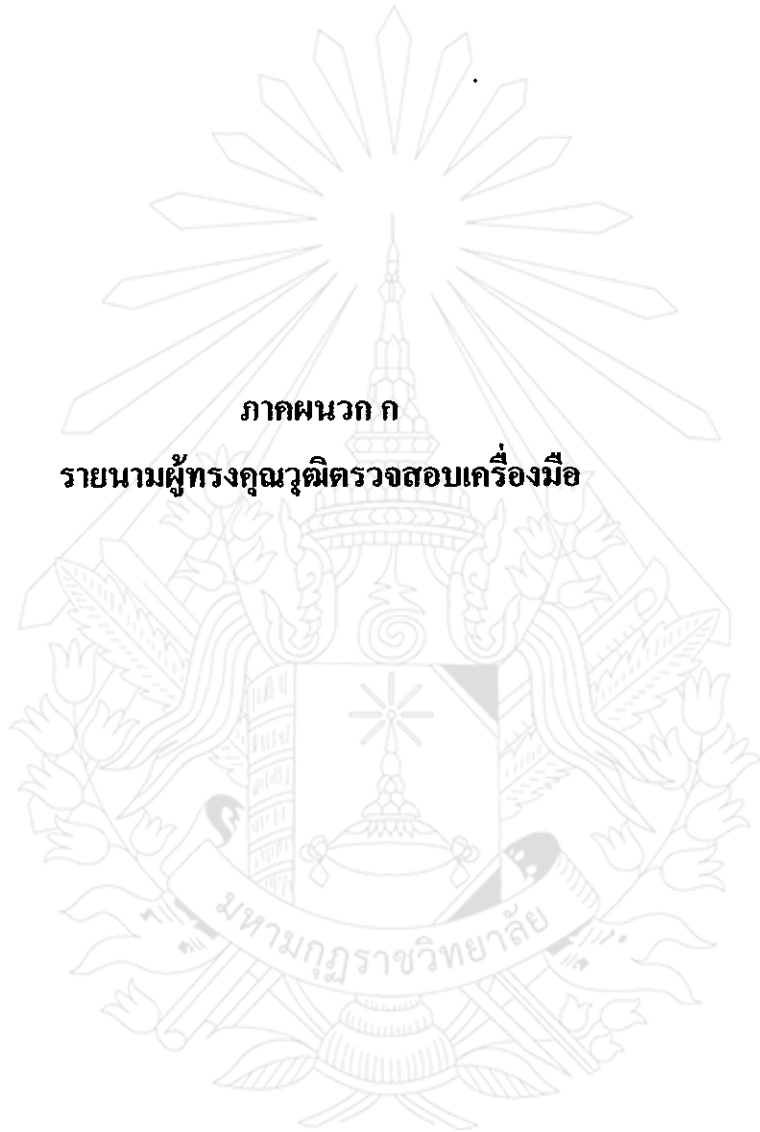 ภาคผนวก ก
รายนามผู้ทรงคุณวุฒิตรวจสอบเครื่องมือ
มหามกุฏราชวิทยาลัย